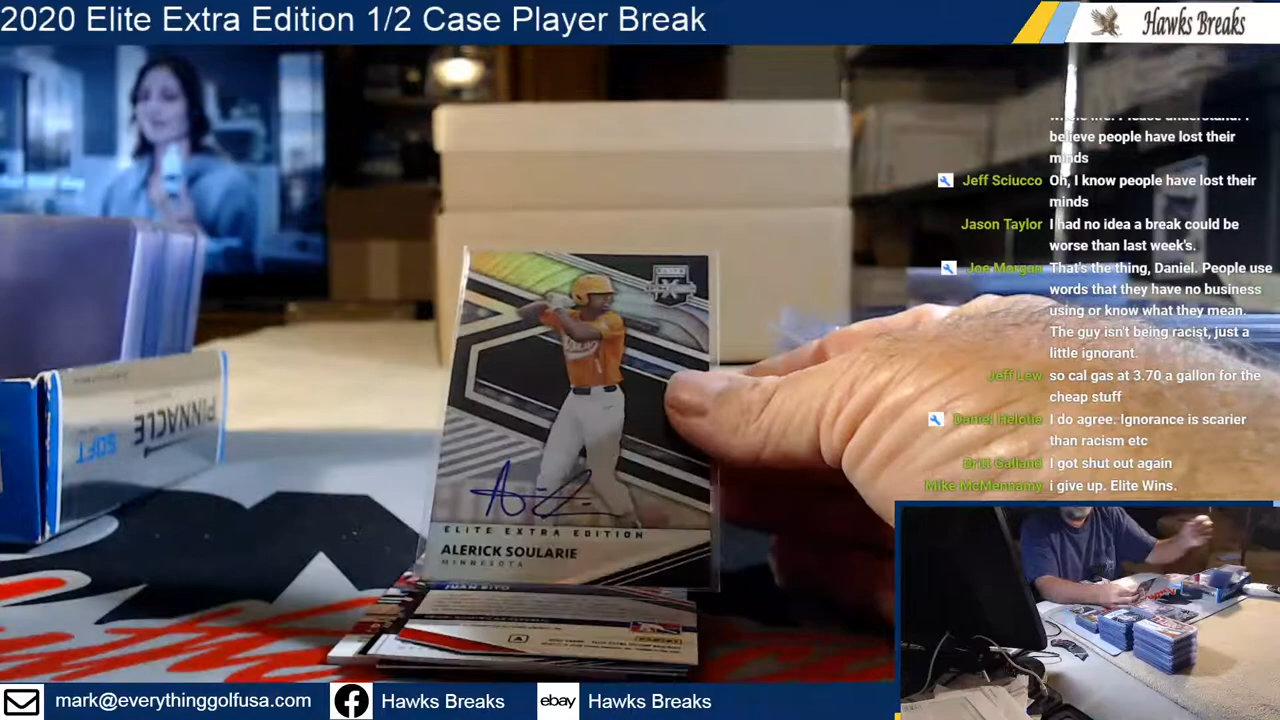 2020 Elite Extra Edition 1/2 Case Player Break
Hawks Breaks
believe people have lost their
minds
Jeff Sciucco Oh, I know people have lost their
minds
Jason Taylor I had no idea a break could be
worse than last week's.
Joe Morgan That's the thing, Daniel. People use
words that they have no business
using or know what they mean.
The guy isn't being racist, just a
little ignorant.
Jeff Lew so cal gas at 3.70 a gallon for the
cheap stuff
Daniel Helotie I do agree. Ignorance is scarier
than racism etc
Britt Galland I got shut out again
Mike McMennamy i give up. Elite Wins.
PINNACLE
SOFT
ELITE
ELITE EXTRA EDITION
ALERICK SOULARIE
MINNESOTA
mark@everythinggolfusa.com
Hawks Breaks
ebay
Hawks Breaks